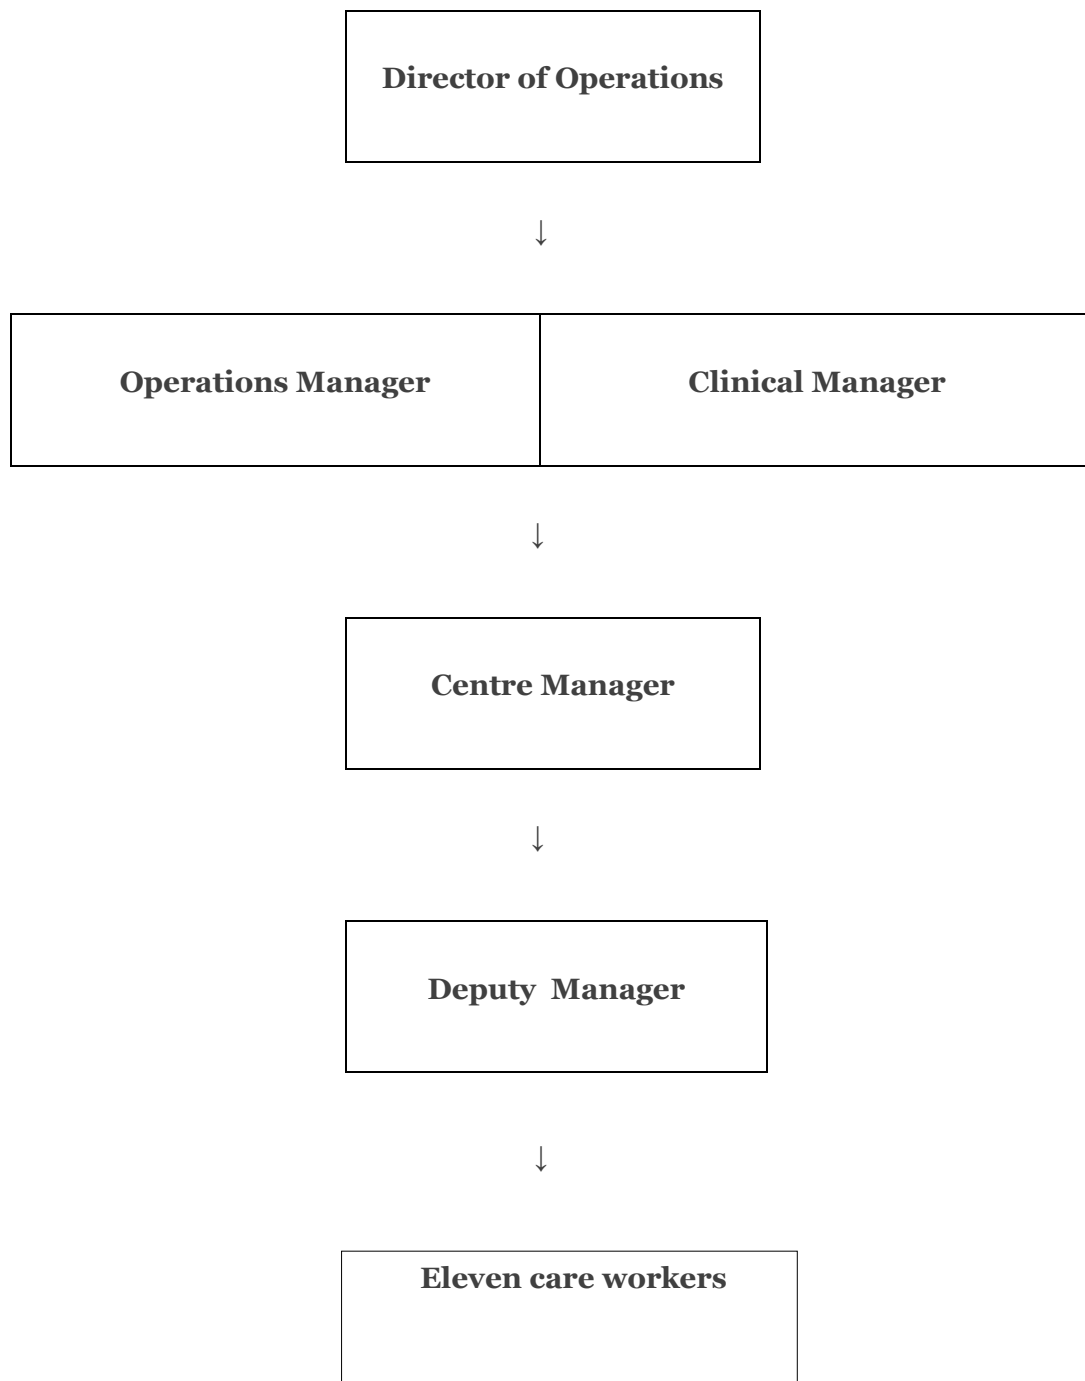 Director of Operations
↓
Operations Manager
Clinical Manager
↓
Centre Manager
↓
Deputy  Manager
↓
Eleven care workers